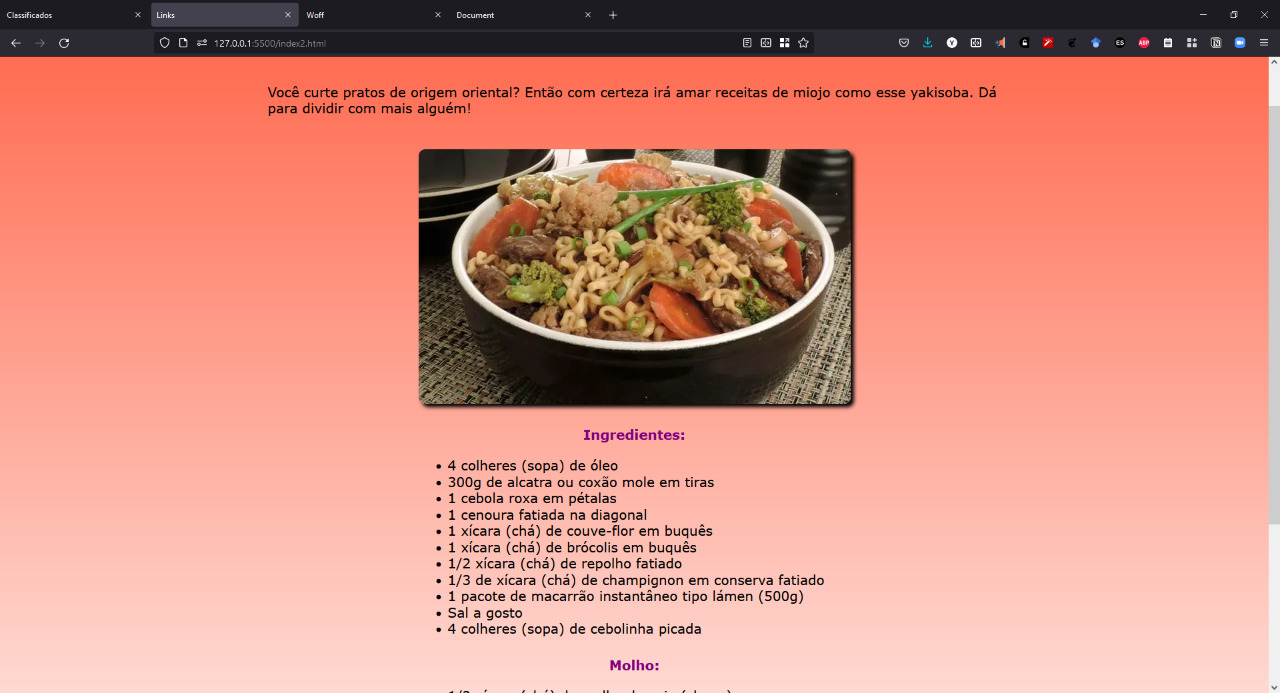 Classificados
Links
Woff
Document
127.0.0.1:5500/index2.html
ES
ABP
Você curte pratos de origem oriental? Então com certeza irá amar receitas de miojo como esse yakisoba. Dá
para dividir com mais alguém!
Ingredientes:
4 colheres (sopa) de óleo
300g de alcatra ou coxão mole em tiras
1 cebola roxa em pétalas
1 cenoura fatiada na diagonal
1 xícara (chá) de couve-flor em buquês
1 xícara (chá) de brócolis em buquês
1/2 xícara (chá) de repolho fatiado
1/3 de xícara (chá) de champignon em conserva fatiado
1 pacote de macarrão instantâneo tipo lámen (500g)
Sal a gosto
4 colheres (sopa) de cebolinha picada
Molho: